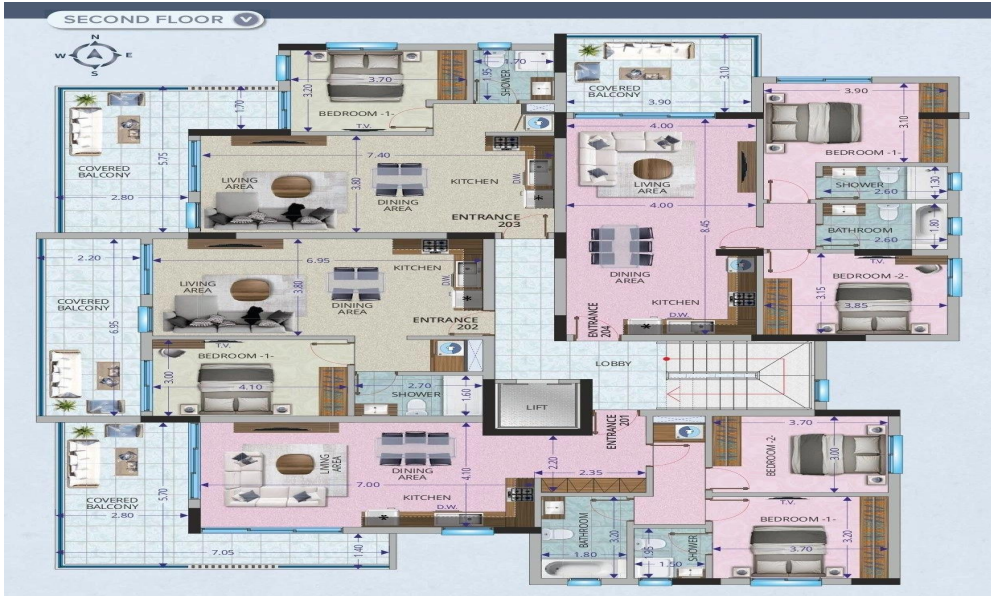 SECOND FLOOR
N
W E
S
3.20
3.70
BEDROOM -1-
T.V.
1.95
1.70
SHOWER
COVERED
BALCONY
3.90
3.10
1.70
5.75
COVERED
BALCONY
2.80
7.40
LIVING
AREA
3.80
DINING
AREA
KITCHEN
D.W.
ENTRANCE
203
4.00
LIVING
AREA
4.00
8.45
DINING
AREA
KITCHEN
D.W.
ENTRANCE
204
3.90
3.10
BEDROOM -1-
SHOWER
2.60
1.30
BATHROOM
2.60
1.80
T.V.
BEDROOM -2-
3.15
3.85
2.20
COVERED
BALCONY
6.95
6.95
LIVING
AREA
3.80
DINING
AREA
KITCHEN
D.W.
ENTRANCE
202
T.V.
BEDROOM -1-
3.00
4.10
2.70
SHOWER
1.60
LOBBY
LIFT
ENTRANCE
201
COVERED
BALCONY
2.80
5.70
7.05
1.40
LIVING
AREA
7.00
DINING
AREA
4.10
KITCHEN
D.W.
2.20
2.35
BATHROOM
1.80
3.20
1.95
SHOWER
1.50
3.70
BEDROOM -2-
3.00
T.V.
BEDROOM -1-
3.70
3.20